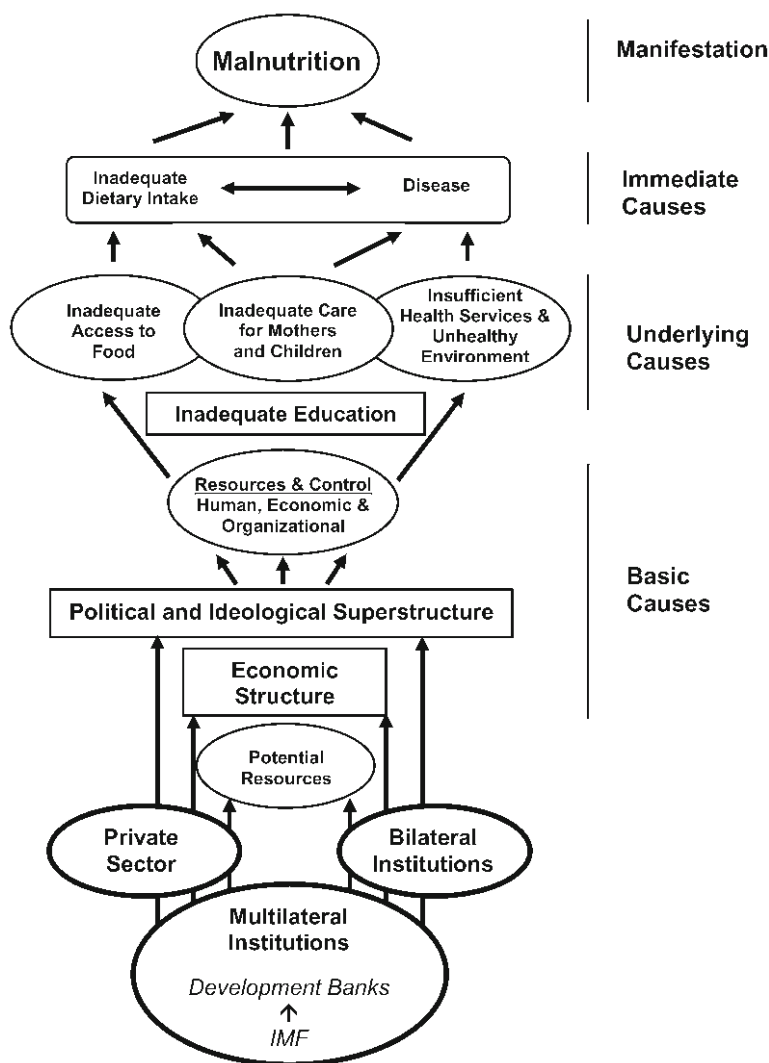 Malnutrition
Manifestation
Inadequate
Dietary Intake
Disease
Immediate
Causes
Inadequate
Access to
Food
Inadequate Care
for Mothers
and Children
Insufficient
Health Services &
Unhealthy
Environment
Underlying
Causes
Inadequate Education
Resources & Control
Human, Economic &
Organizational
Basic
Causes
Political and Ideological Superstructure
Economic
Structure
Potential
Resources
Private
Sector
Bilateral
Institutions
Multilateral
Institutions
Development Banks
IMF